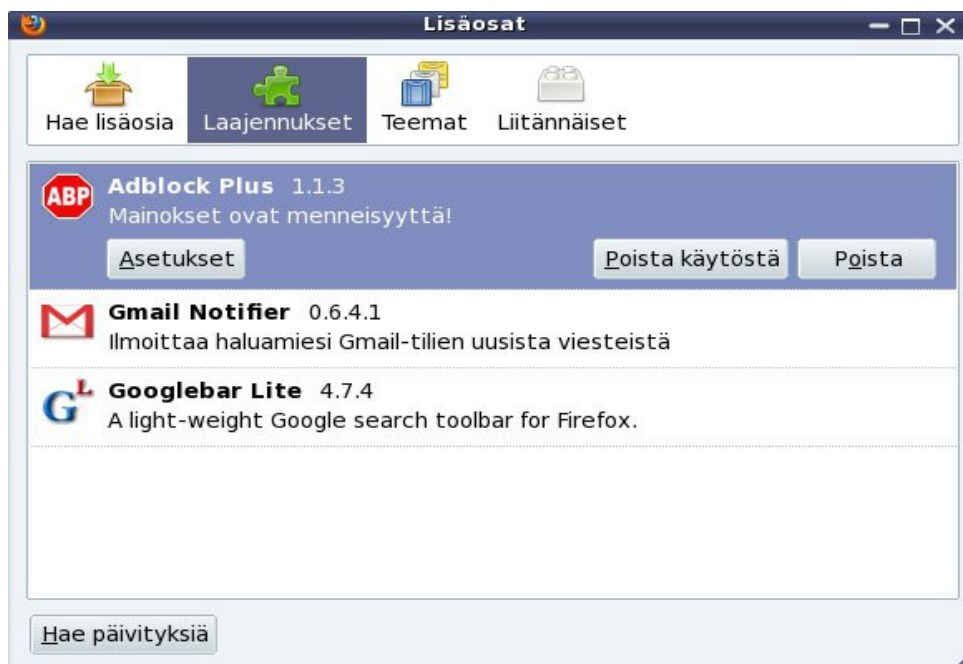 Lisäosat
Hae lisäosia Laajennukset Teemat Liitännäiset
ABP Adblock Plus 1.1.3
Mainokset ovat menneisyyttä!
Asetukset Poista käytöstä Poista
Gmail Notifier 0.6.4.1
Ilmoittaa haluamiesi Gmail-tilien uusista viesteistä
GL Googlebar Lite 4.7.4
A light-weight Google search toolbar for Firefox.
Hae päivityksiä